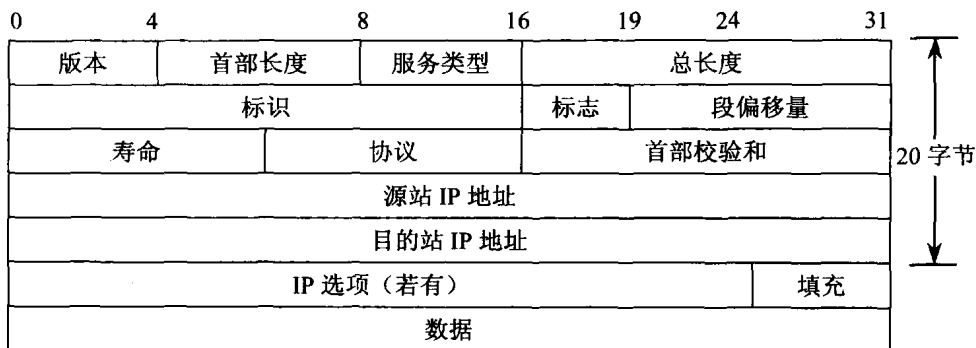 0 4 8 16 19 24 31
版本 首部长度 服务类型 总长度
标识 标志 段偏移量
寿命 协议 首部校验和
20 字节
源站 IP 地址
目的站 IP 地址
IP 选项（若有） 填充
数据